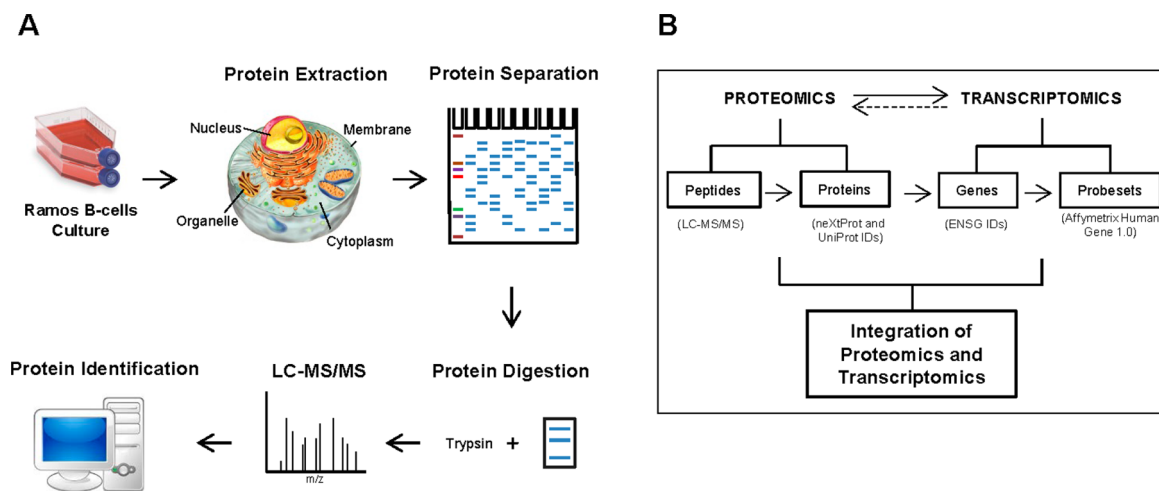 A
Protein Extraction
Protein Separation
Nucleus
Membrane
Organelle
Cytoplasm
Ramos B-cells
Culture
Protein Identification
LC-MS/MS
Protein Digestion
Trypsin +
m/z
B
PROTEOMICS
TRANSCRIPTOMICS
Peptides
Proteins
Genes
Probesets
(LC-MS/MS)
(neXtProt and
UniProt IDs)
(ENSG IDs)
(Affymetrix Human
Gene 1.0)
Integration of
Proteomics and
Transcriptomics